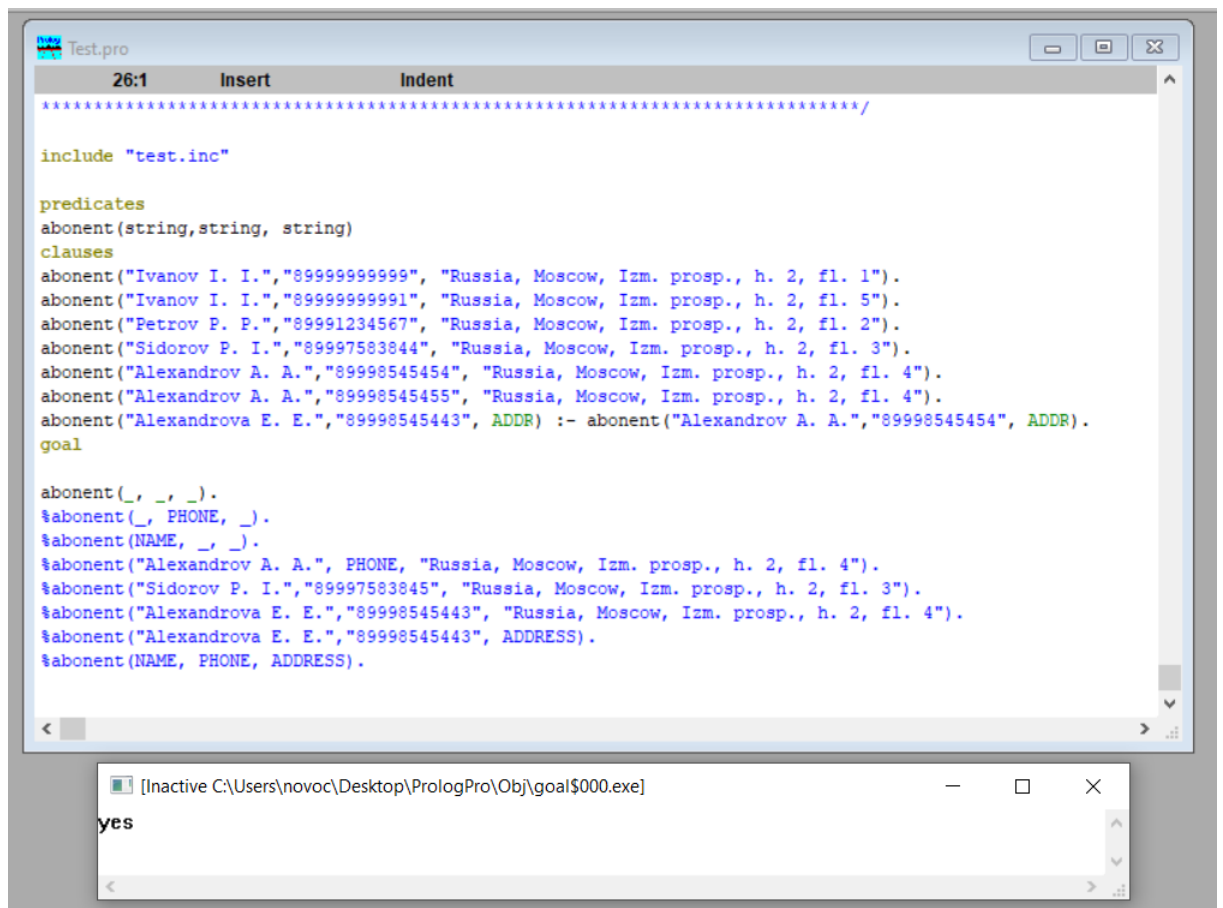 Test.pro
26:1 Insert Indent
******************************************************************************/
include "test.inc"
predicates
abonent(string,string, string)
clauses
abonent("Ivanov I. I.","89999999999", "Russia, Moscow, Izm. prosp., h. 2, fl. 1").
abonent("Ivanov I. I.","89999999991", "Russia, Moscow, Izm. prosp., h. 2, fl. 5").
abonent("Petrov P. P.","89991234567", "Russia, Moscow, Izm. prosp., h. 2, fl. 2").
abonent("Sidorov P. I.","89997583844", "Russia, Moscow, Izm. prosp., h. 2, fl. 3").
abonent("Alexandrov A. A.","89998545454", "Russia, Moscow, Izm. prosp., h. 2, fl. 4").
abonent("Alexandrov A. A.","89998545455", "Russia, Moscow, Izm. prosp., h. 2, fl. 4").
abonent("Alexandrova E. E.","89998545443", ADDR) :- abonent("Alexandrov A. A.","89998545454", ADDR).
goal
abonent(_, _, _).
%abonent(_, PHONE, _).
%abonent(NAME, _, _).
%abonent("Alexandrov A. A.", PHONE, "Russia, Moscow, Izm. prosp., h. 2, fl. 4").
%abonent("Sidorov P. I.","89997583845", "Russia, Moscow, Izm. prosp., h. 2, fl. 3").
%abonent("Alexandrova E. E.","89998545443", "Russia, Moscow, Izm. prosp., h. 2, fl. 4").
%abonent("Alexandrova E. E.","89998545443", ADDRESS).
%abonent(NAME, PHONE, ADDRESS).
[Inactive C:\Users\novoc\Desktop\PrologPro\Obj\goal$000.exe]
yes